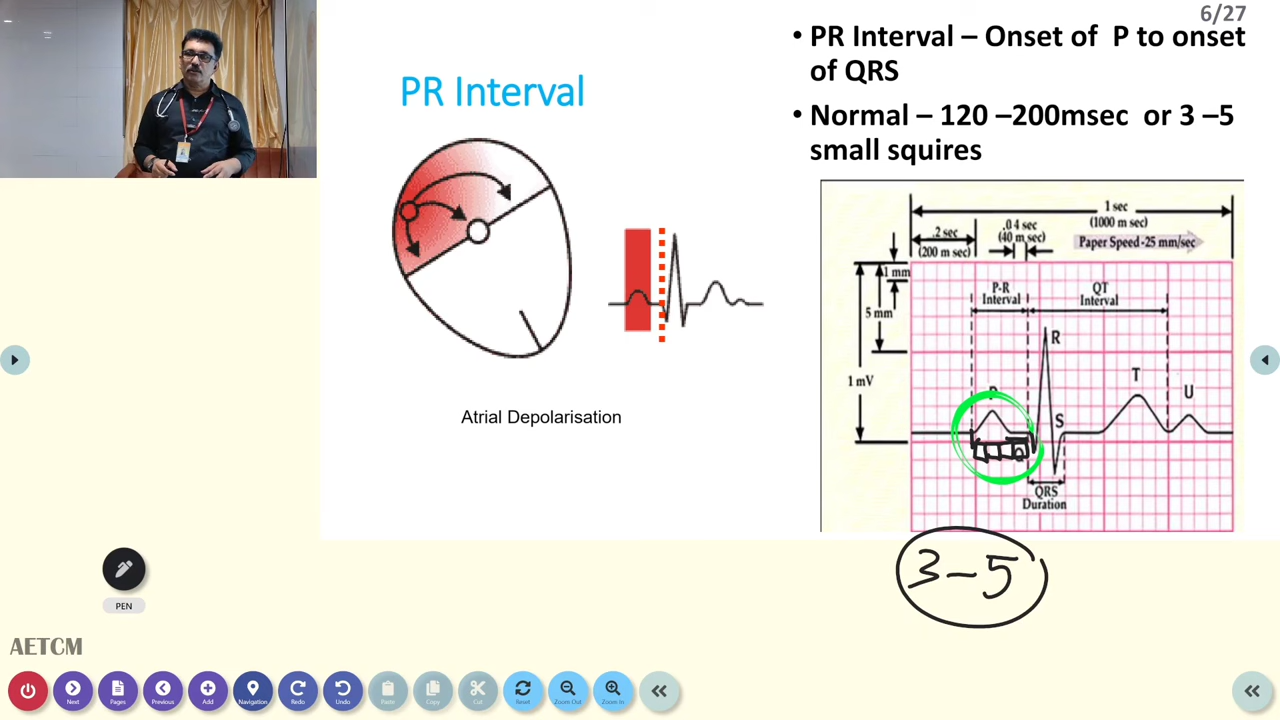 6/27
PR Interval
• PR Interval – Onset of P to onset
of QRS
• Normal – 120 –200msec or 3 –5
small squires
1 sec
(1000 m sec)
.2 sec
(200 m sec)
.04 sec
(40 m sec)
Paper Speed-25 mm/sec
1 mm
P-R
Interval
QT
Interval
5 mm
R
1 mV
P
T
U
S
Q
QRS
Duration
Atrial Depolarisation
3–5
PEN
AETCM
Next
Pages
Previous
Add
Navigation
Redo
Undo
Paste
Copy
Cut
Reset
Zoom Out
Zoom In